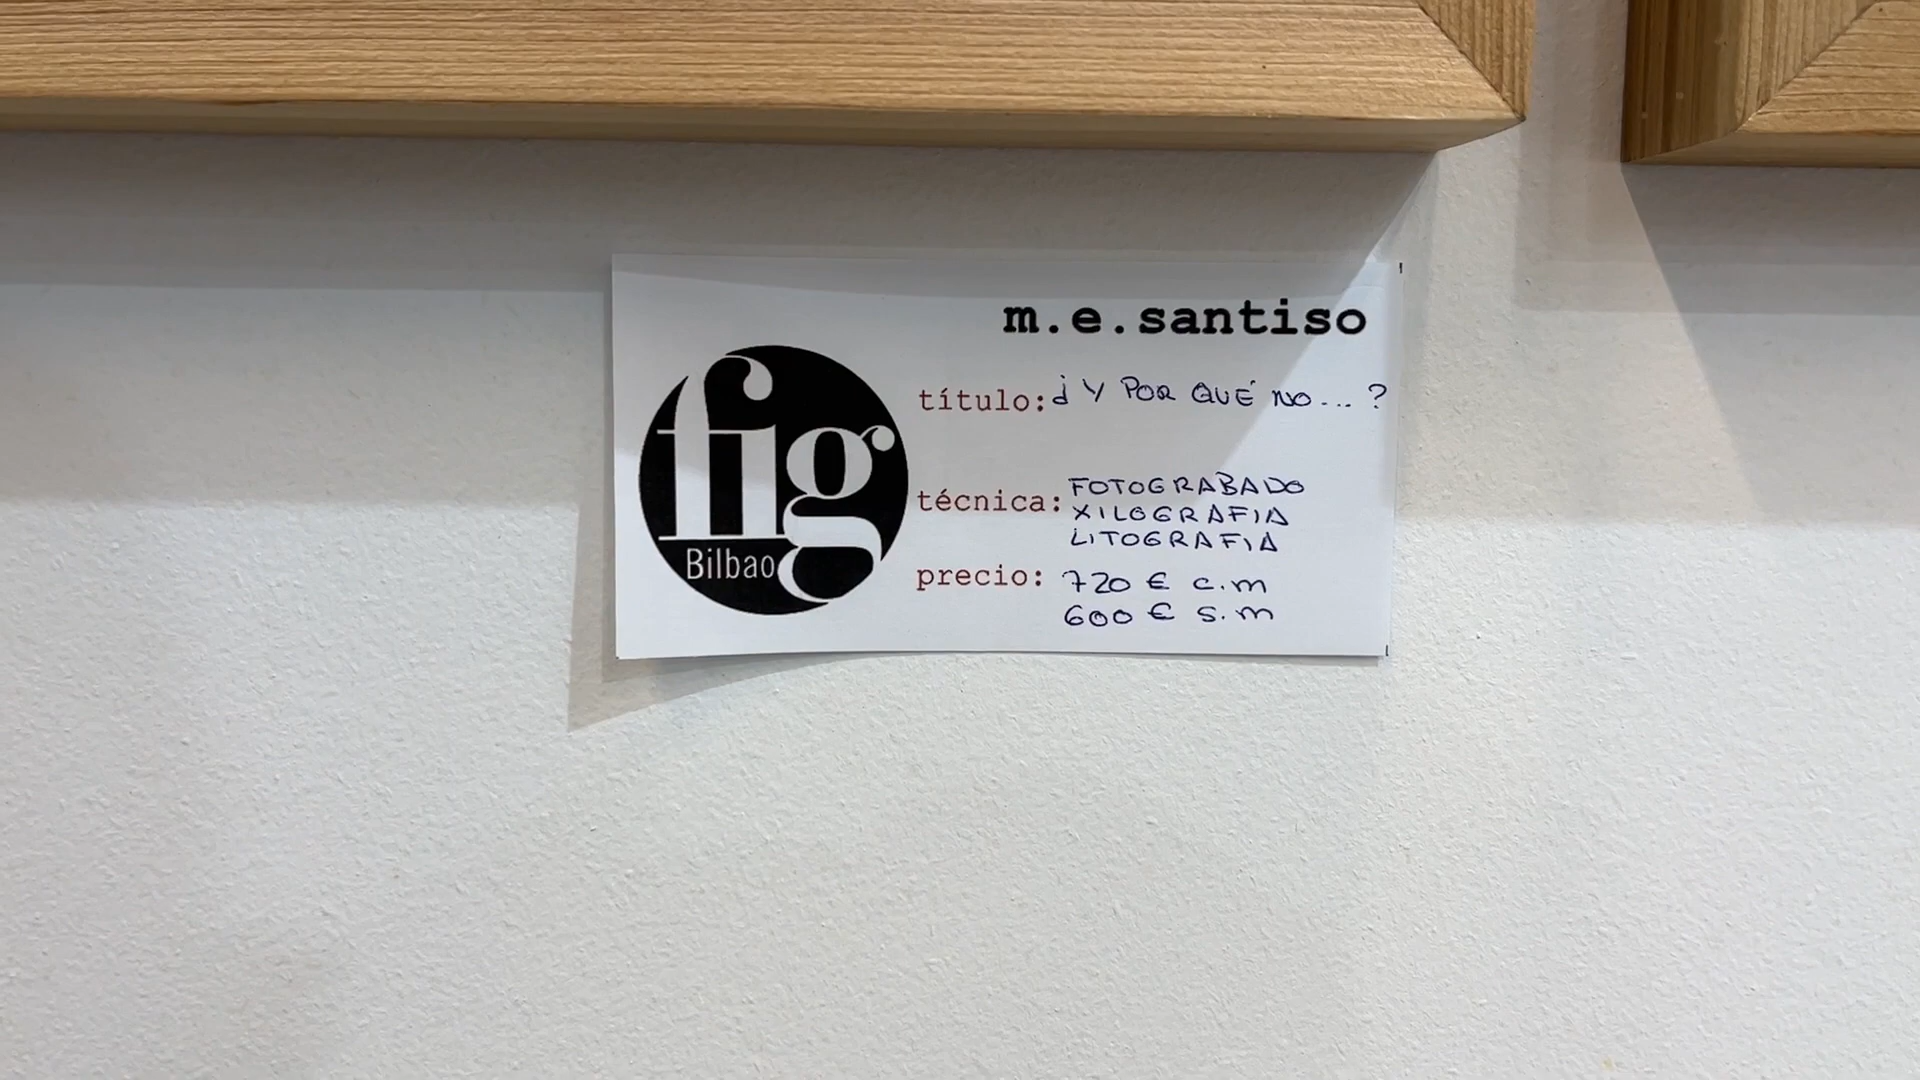 m.e.santiso
fig
Bilbao
título: ¿Y POR QUÉ NO... ?
técnica: FOTOGRABADO
XILOGRAFIA
LITOGRAFIA
precio: 720 € c.m
600 € s.m